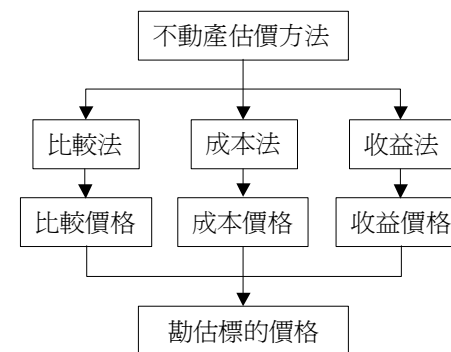 不動產估價方法
比較法
成本法
收益法
比較價格
成本價格
收益價格
勘估標的價格